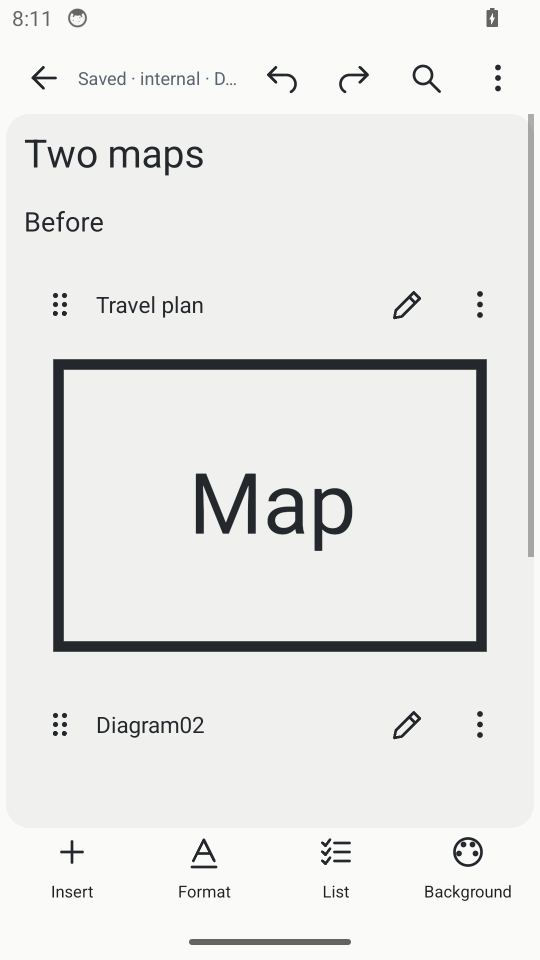 8:11
Saved · internal · D…
Two maps
Before
Travel plan
Map
Diagram02
Insert
Format
List
Background